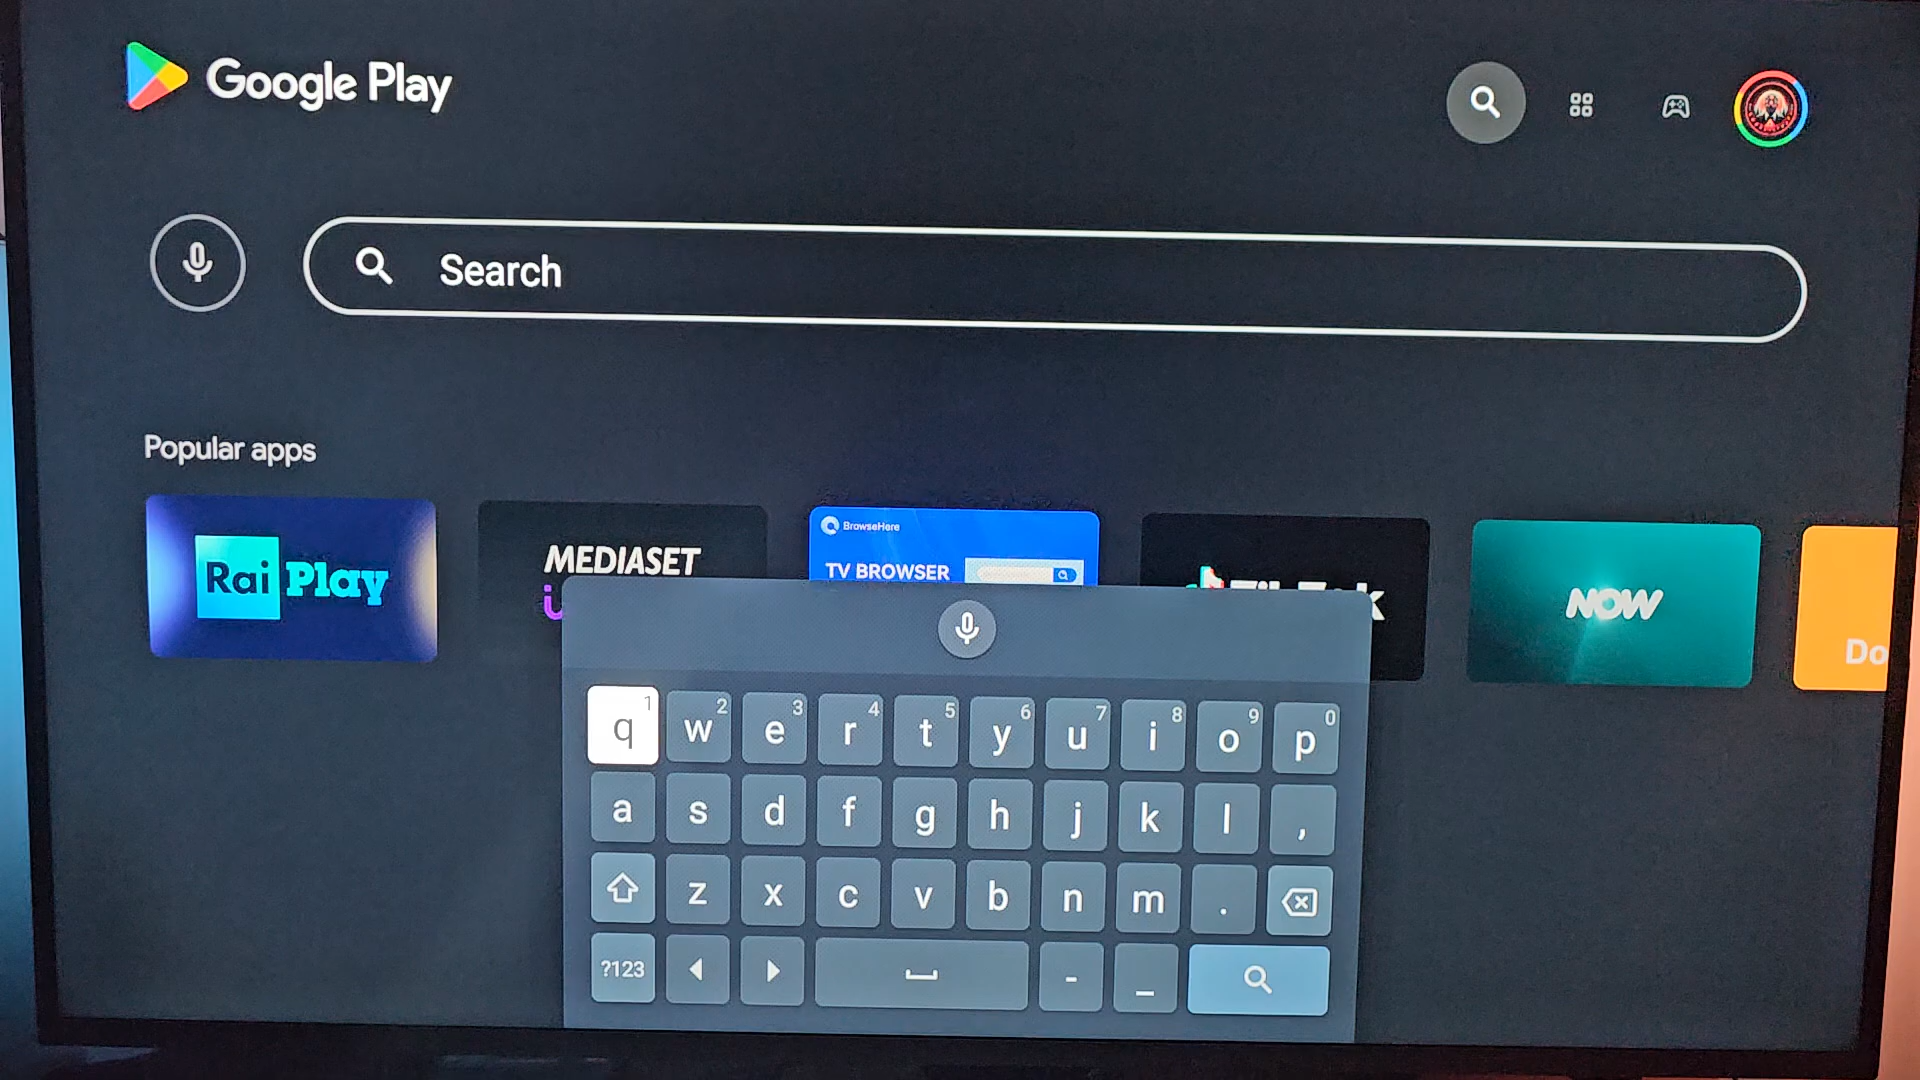 Google Play
Search
Popular apps
Rai Play
MEDIASET
BrowseHere
TV BROWSER
k
NOW
Do
q 1 w 2 e 3 r 4 t 5 y 6 u 7 i 8 o 9 p 0
a s d f g h j k l ,
z x c v b n m .
?123 - _